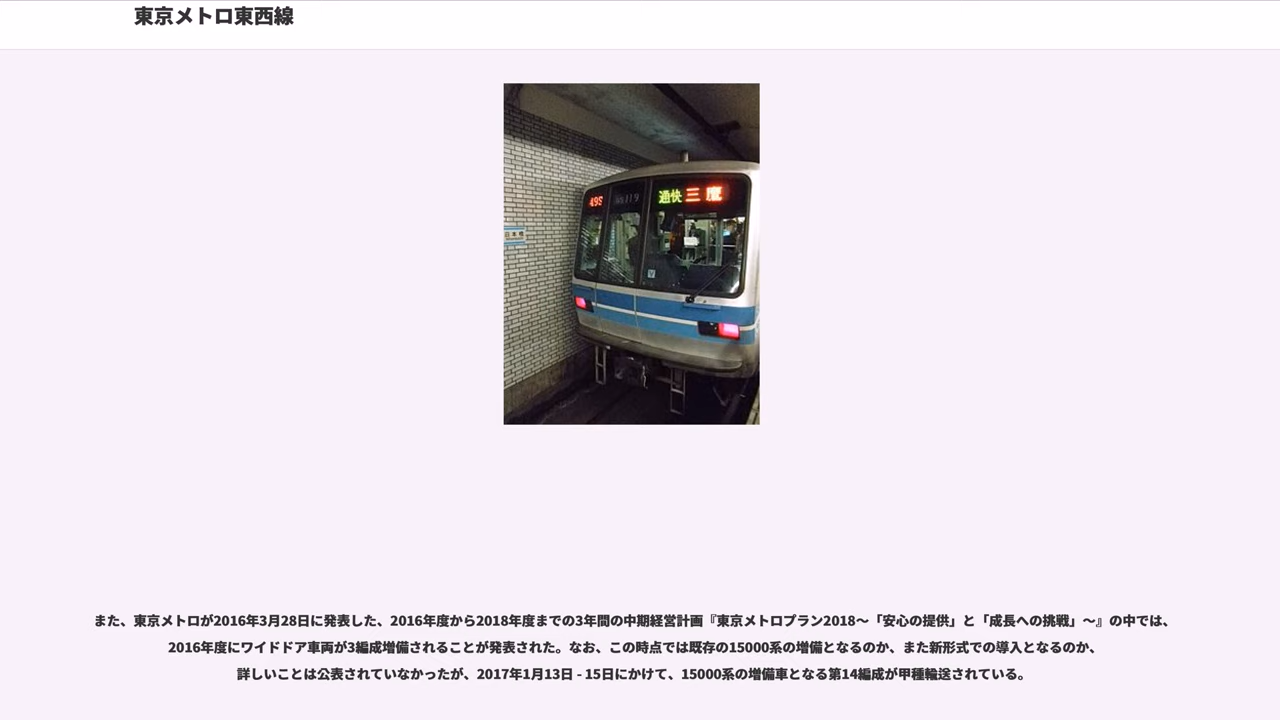 東京メトロ東西線
49S
通快 三鷹
日本橋
また、東京メトロが2016年3月28日に発表した、2016年度から2018年度までの3年間の中期経営計画『東京メトロプラン2018～「安心の提供」と「成長への挑戦」～』の中では、
2016年度にワイドドア車両が3編成増備されることが発表された。なお、この時点では既存の15000系の増備となるのか、また新形式での導入となるのか、
詳しいことは公表されていなかったが、2017年1月13日 - 15日にかけて、15000系の増備車となる第14編成が甲種輸送されている。